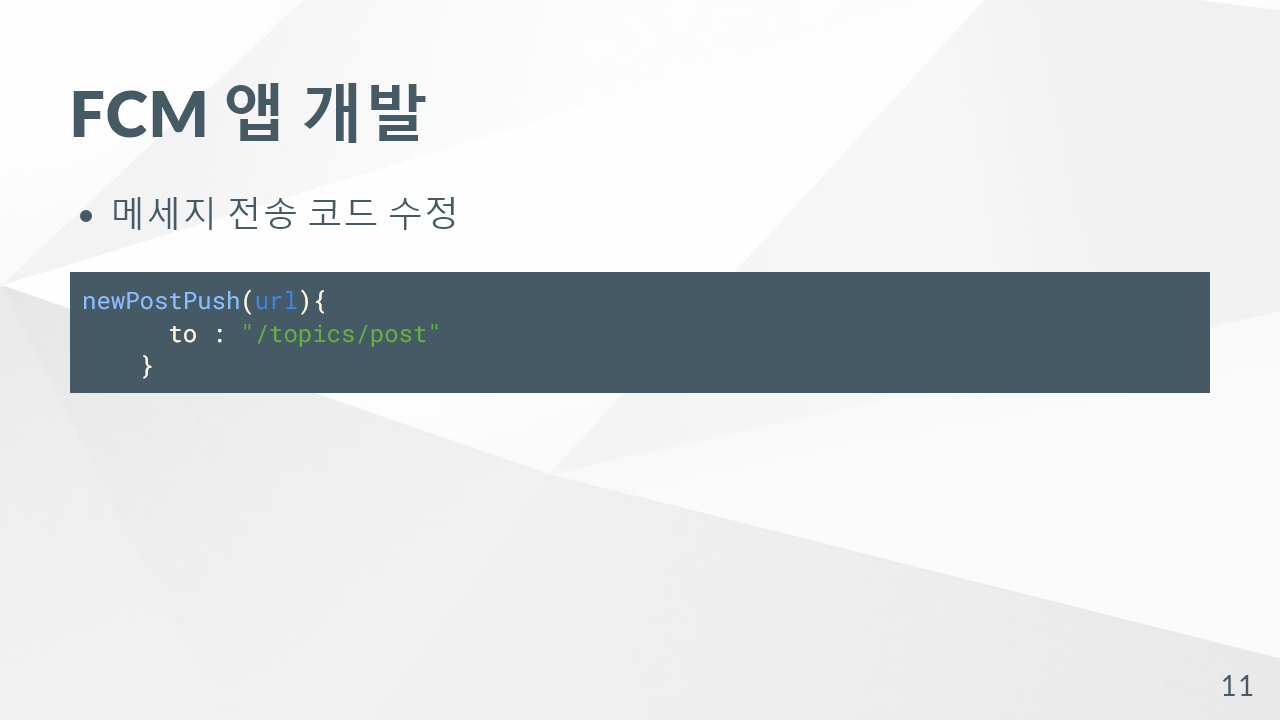 FCM 앱 개발
• 메세지 전송 코드 수정
newPostPush(url){
      to : "/topics/post"
    }
11